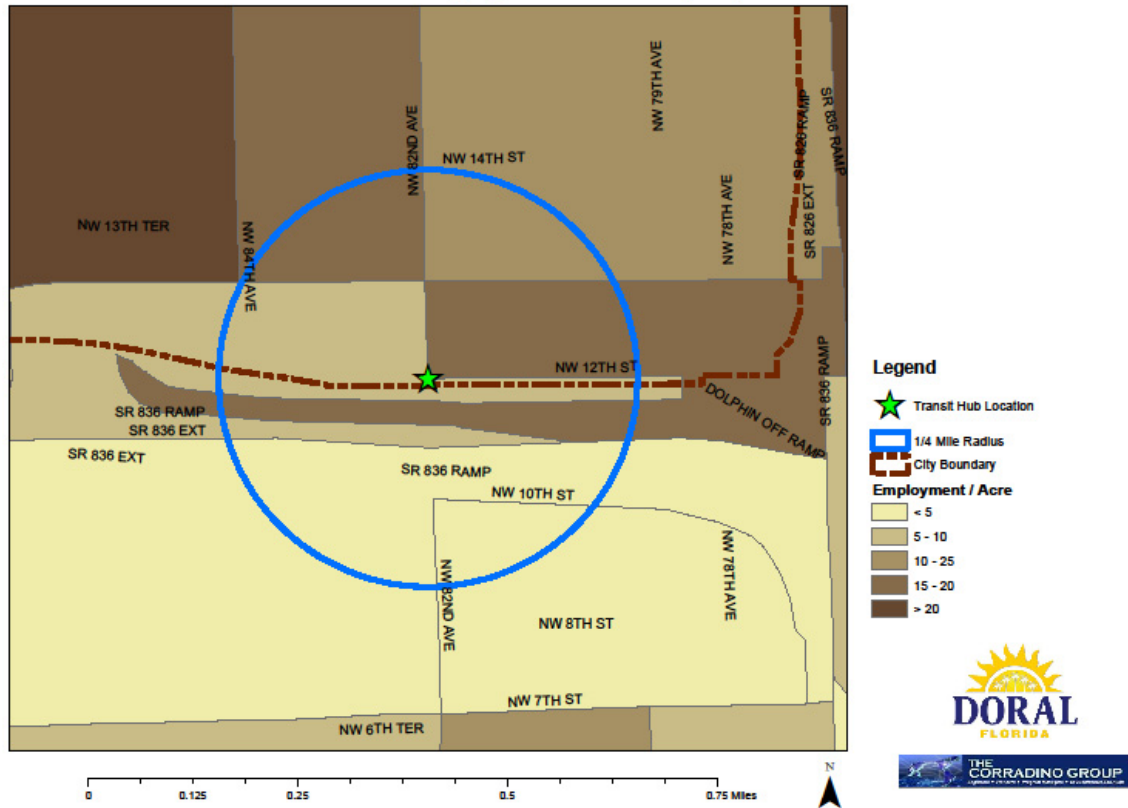 NW 79TH AVE
SR 826 RAMP
SR 836 RAMP
NW 82ND AVE
NW 14TH ST
NW 78TH AVE
SR 826 EXT
NW 13TH TER
NW 84TH AVE
NW 12TH ST
SR 836 RAMP
DOLPHIN OFF RAMP
SR 836 RAMP
SR 836 EXT
SR 836 EXT
SR 836 RAMP
NW 10TH ST
NW 78TH AVE
NW 82ND AVE
NW 8TH ST
NW 7TH ST
NW 6TH TER
Legend
Transit Hub Location
1/4 Mile Radius
City Boundary
Employment / Acre
< 5
5 - 10
10 - 25
15 - 20
> 20
DORAL
FLORIDA
THE
CORRADINO GROUP
N
0 0.125 0.25 0.5 0.75 Miles